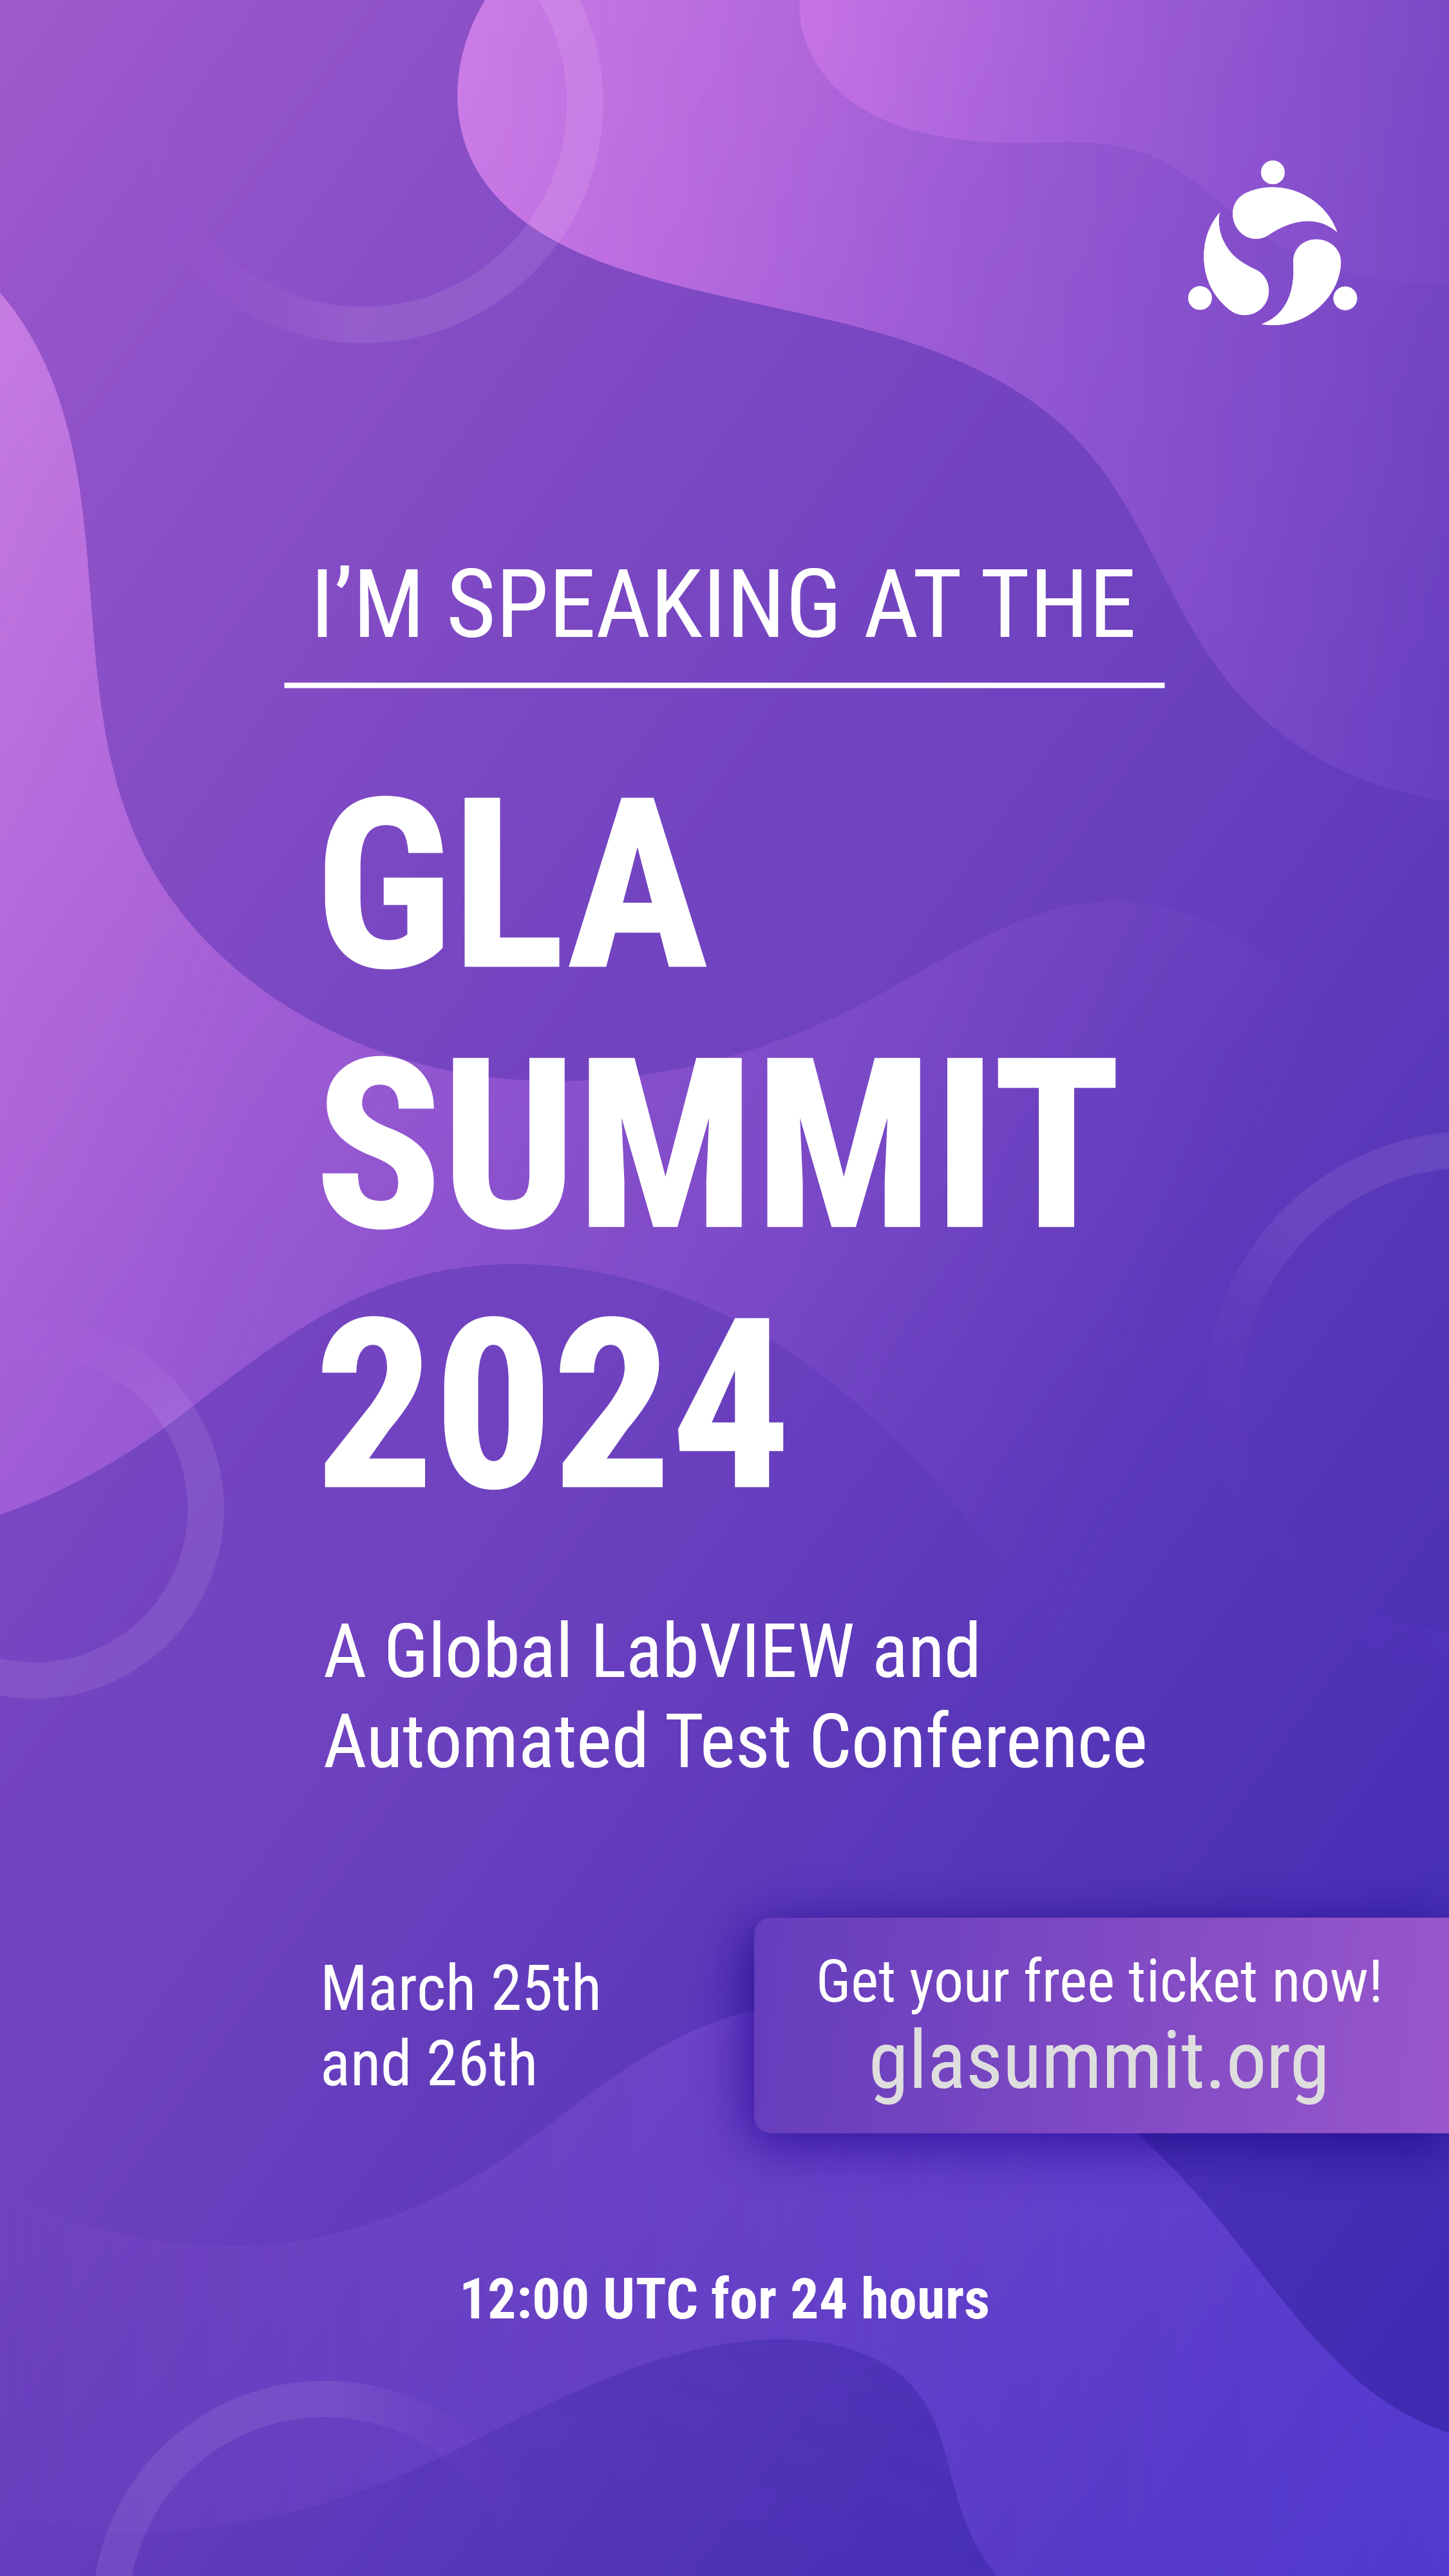 I’M SPEAKING AT THE
GLA
SUMMIT
2024
A Global LabVIEW and
Automated Test Conference
March 25th
and 26th
Get your free ticket now!
glasummit.org
12:00 UTC for 24 hours